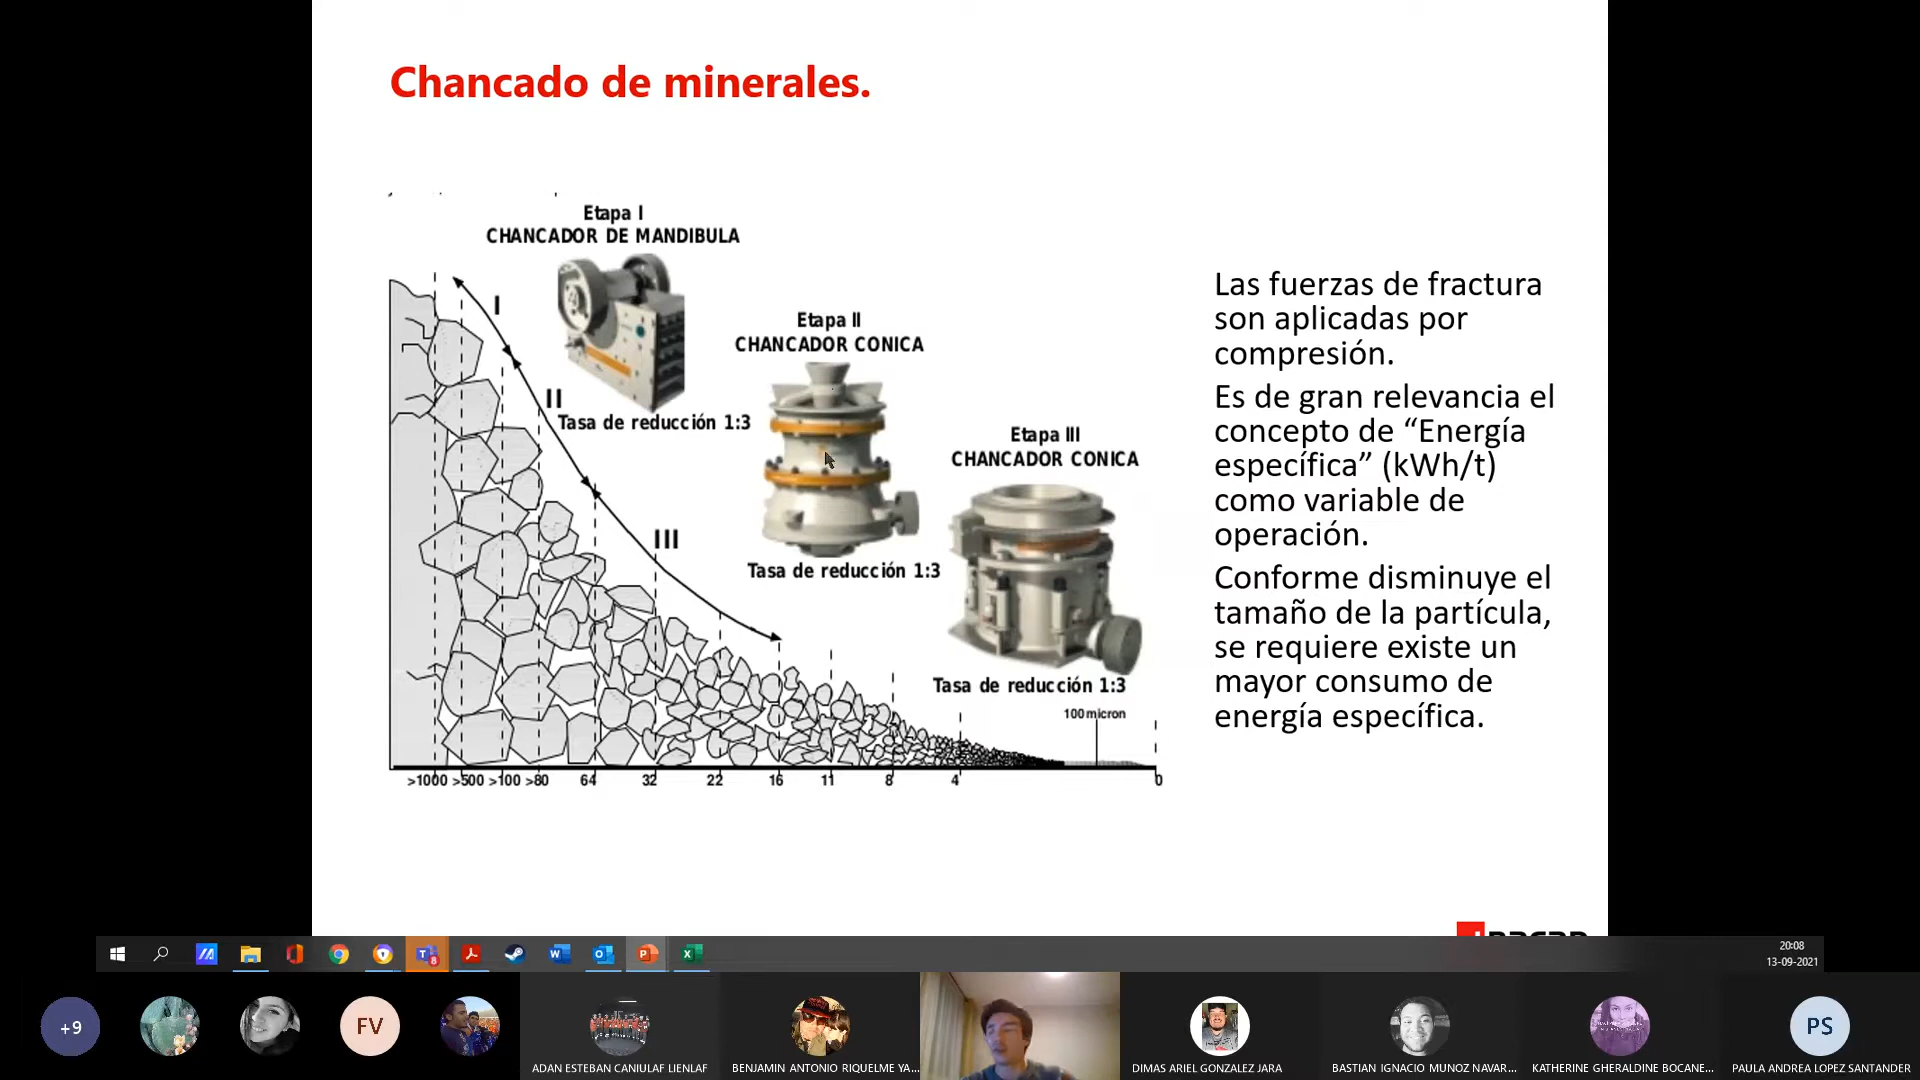 Chancado de minerales.
Etapa I
CHANCADOR DE MANDIBULA
I
Etapa II
CHANCADOR CONICA
II
Tasa de reducción 1:3
Etapa III
CHANCADOR CONICA
III
Tasa de reducción 1:3
Tasa de reducción 1:3
100 micron
>1000 >500 >100 >80 64 32 22 16 11 8 4 0
Las fuerzas de fractura
son aplicadas por
compresión.
Es de gran relevancia el
concepto de “Energía
específica” (kWh/t)
como variable de
operación.
Conforme disminuye el
tamaño de la partícula,
se requiere existe un
mayor consumo de
energía específica.
20:08
13-09-2021
+9
FV
ADAN ESTEBAN CANIULAF LIENLAF
BENJAMIN ANTONIO RIQUELME YA...
DIMAS ARIEL GONZALEZ JARA
BASTIAN IGNACIO MUNOZ NAVAR...
KATHERINE GHERALDINE BOCANE...
PS
PAULA ANDREA LOPEZ SANTANDER